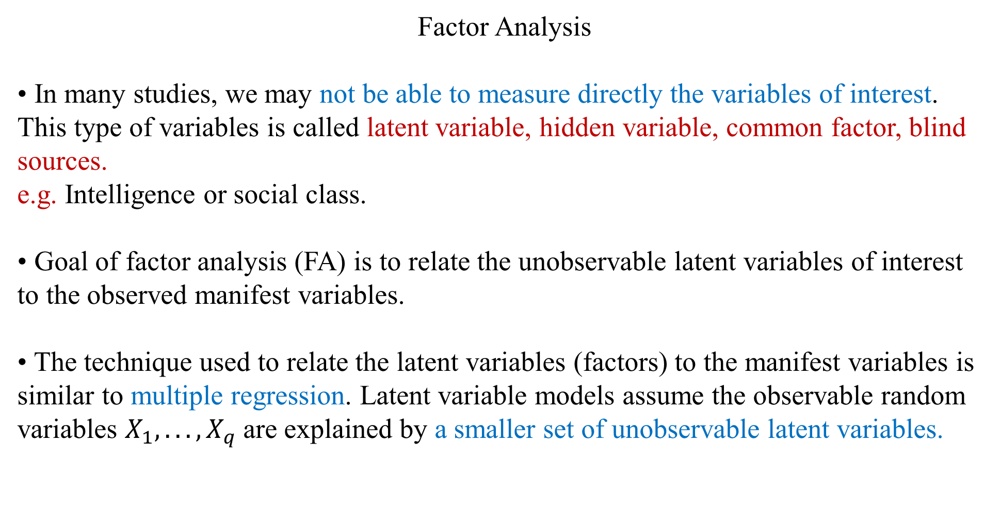 Factor Analysis
• In many studies, we may not be able to measure directly the variables of interest.
This type of variables is called latent variable, hidden variable, common factor, blind
sources.
e.g. Intelligence or social class.
• Goal of factor analysis (FA) is to relate the unobservable latent variables of interest
to the observed manifest variables.
• The technique used to relate the latent variables (factors) to the manifest variables is
similar to multiple regression. Latent variable models assume the observable random
variables X₁, . . . , X_q are explained by a smaller set of unobservable latent variables.